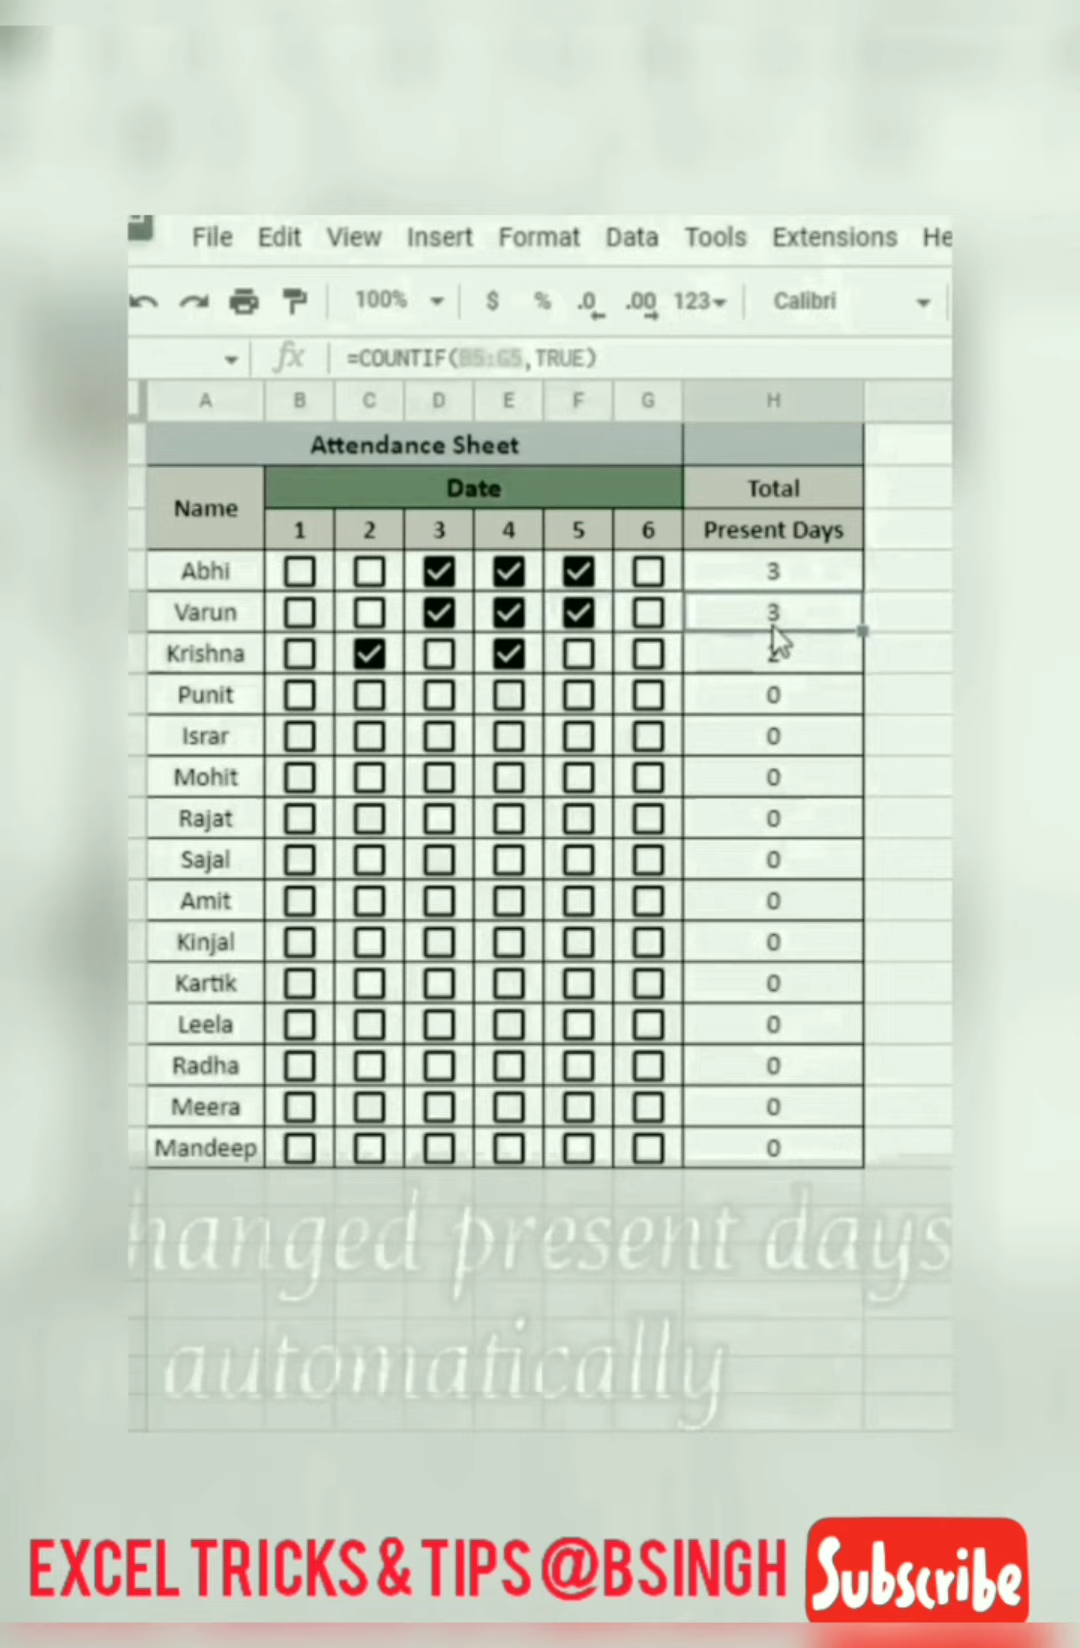 File Edit View Insert Format Data Tools Extensions He
100% $ % .0 .00 123 Calibri
fx =COUNTIF(B5:G5,TRUE)
A B C D E F G H
Attendance Sheet
Name Date Total
1 2 3 4 5 6 Present Days
Abhi 3
Varun 3
Krishna 2
Punit 0
Israr 0
Mohit 0
Rajat 0
Sajal 0
Amit 0
Kinjal 0
Kartik 0
Leela 0
Radha 0
Meera 0
Mandeep 0
hanged present days
automatically
EXCEL TRICKS & TIPS @BSINGH Subscribe